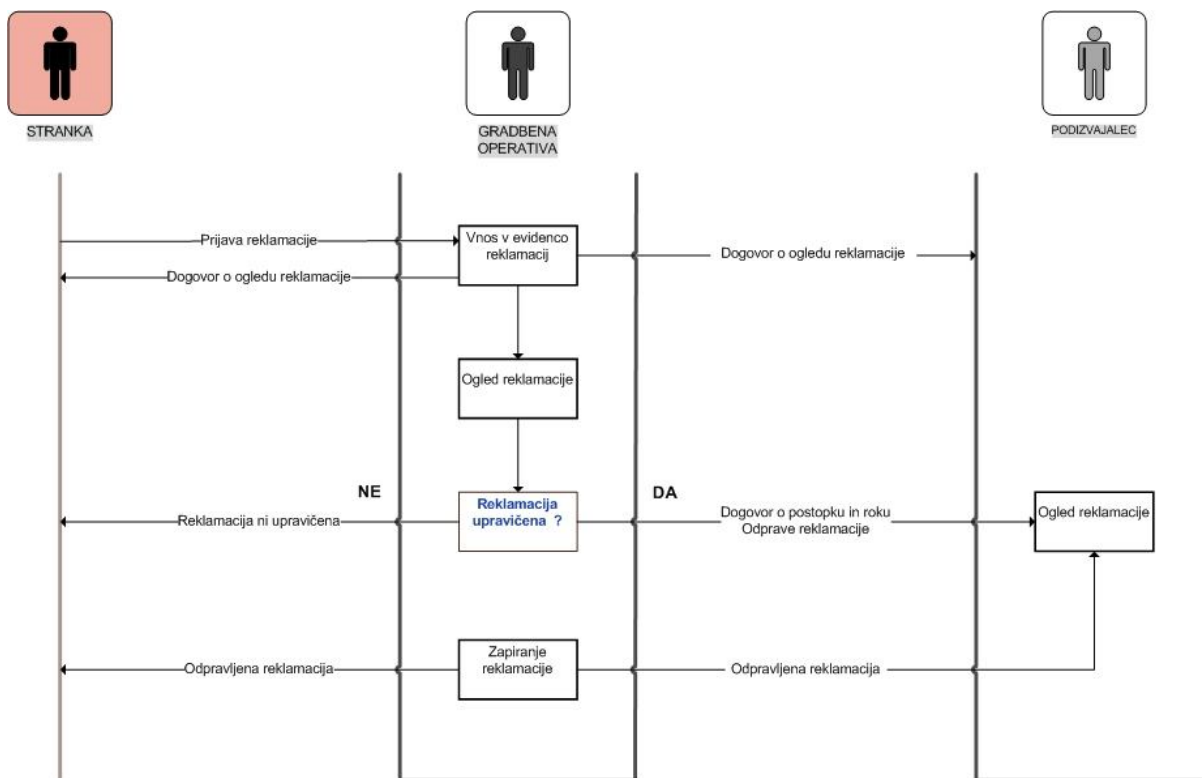 STRANKA
GRADBENA
OPERATIVA
PODIZVAJALEC
Prijava reklamacije
Vnos v evidenco
reklamacij
Dogovor o ogledu reklamacije
Dogovor o ogledu reklamacije
Ogled reklamacije
NE
DA
Reklamacija ni upravičena
Reklamacija
upravičena ?
Dogovor o postopku in roku
Odprave reklamacije
Ogled reklamacije
Odpravljena reklamacija
Zapiranje
reklamacije
Odpravljena reklamacija